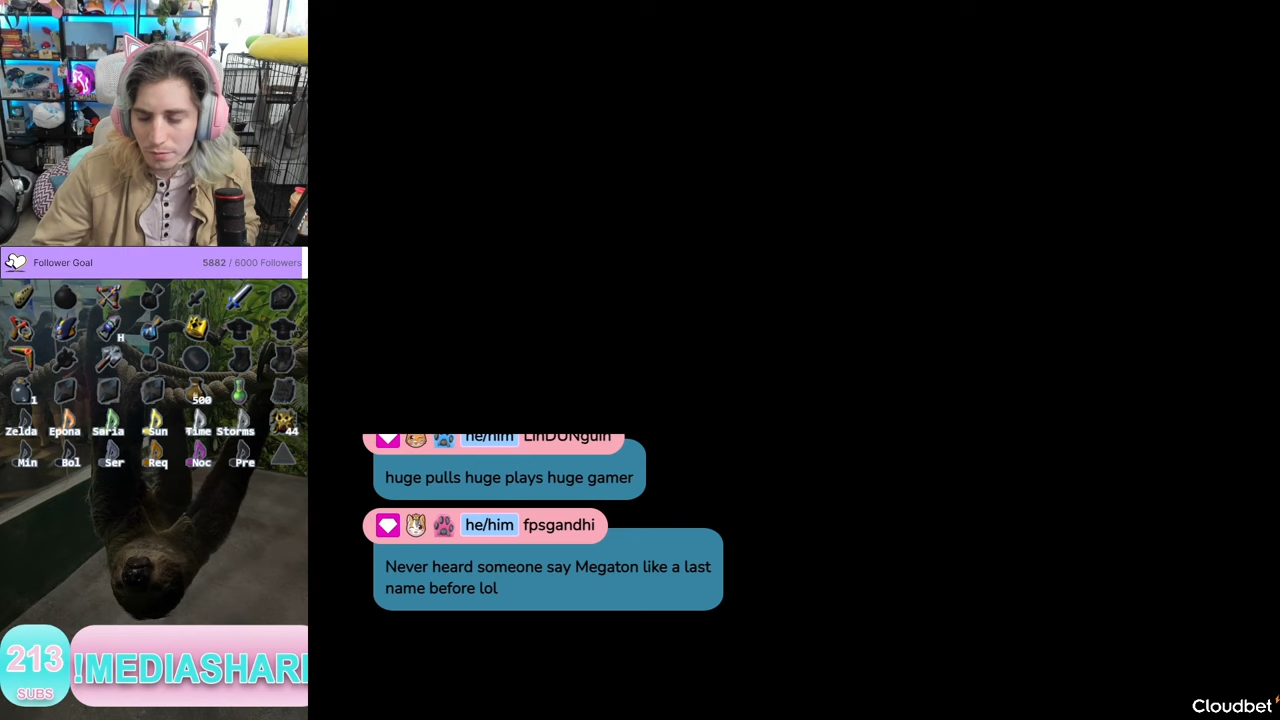 Follower Goal
5882 / 6000 Followers
H
1
500
Zelda Epona Saria Sun Time Storms 44
Min Bol Ser Req Noc Pre
213
SUBS
!MEDIASHARE
he/him LinDUNguin
huge pulls huge plays huge gamer
he/him fpsgandhi
Never heard someone say Megaton like a last
name before lol
Cloudbet